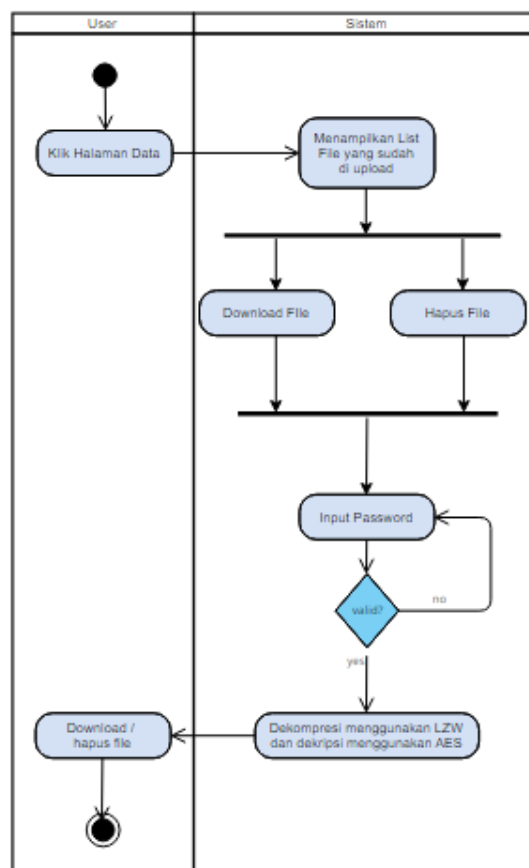 User
Sistem
Klik Halaman Data
Menampilkan List
File yang sudah
di upload
Download File
Hapus File
Input Password
valid?
no
yes
Download /
hapus file
Dekompresi menggunakan LZW
dan dekripsi menggunakan AES